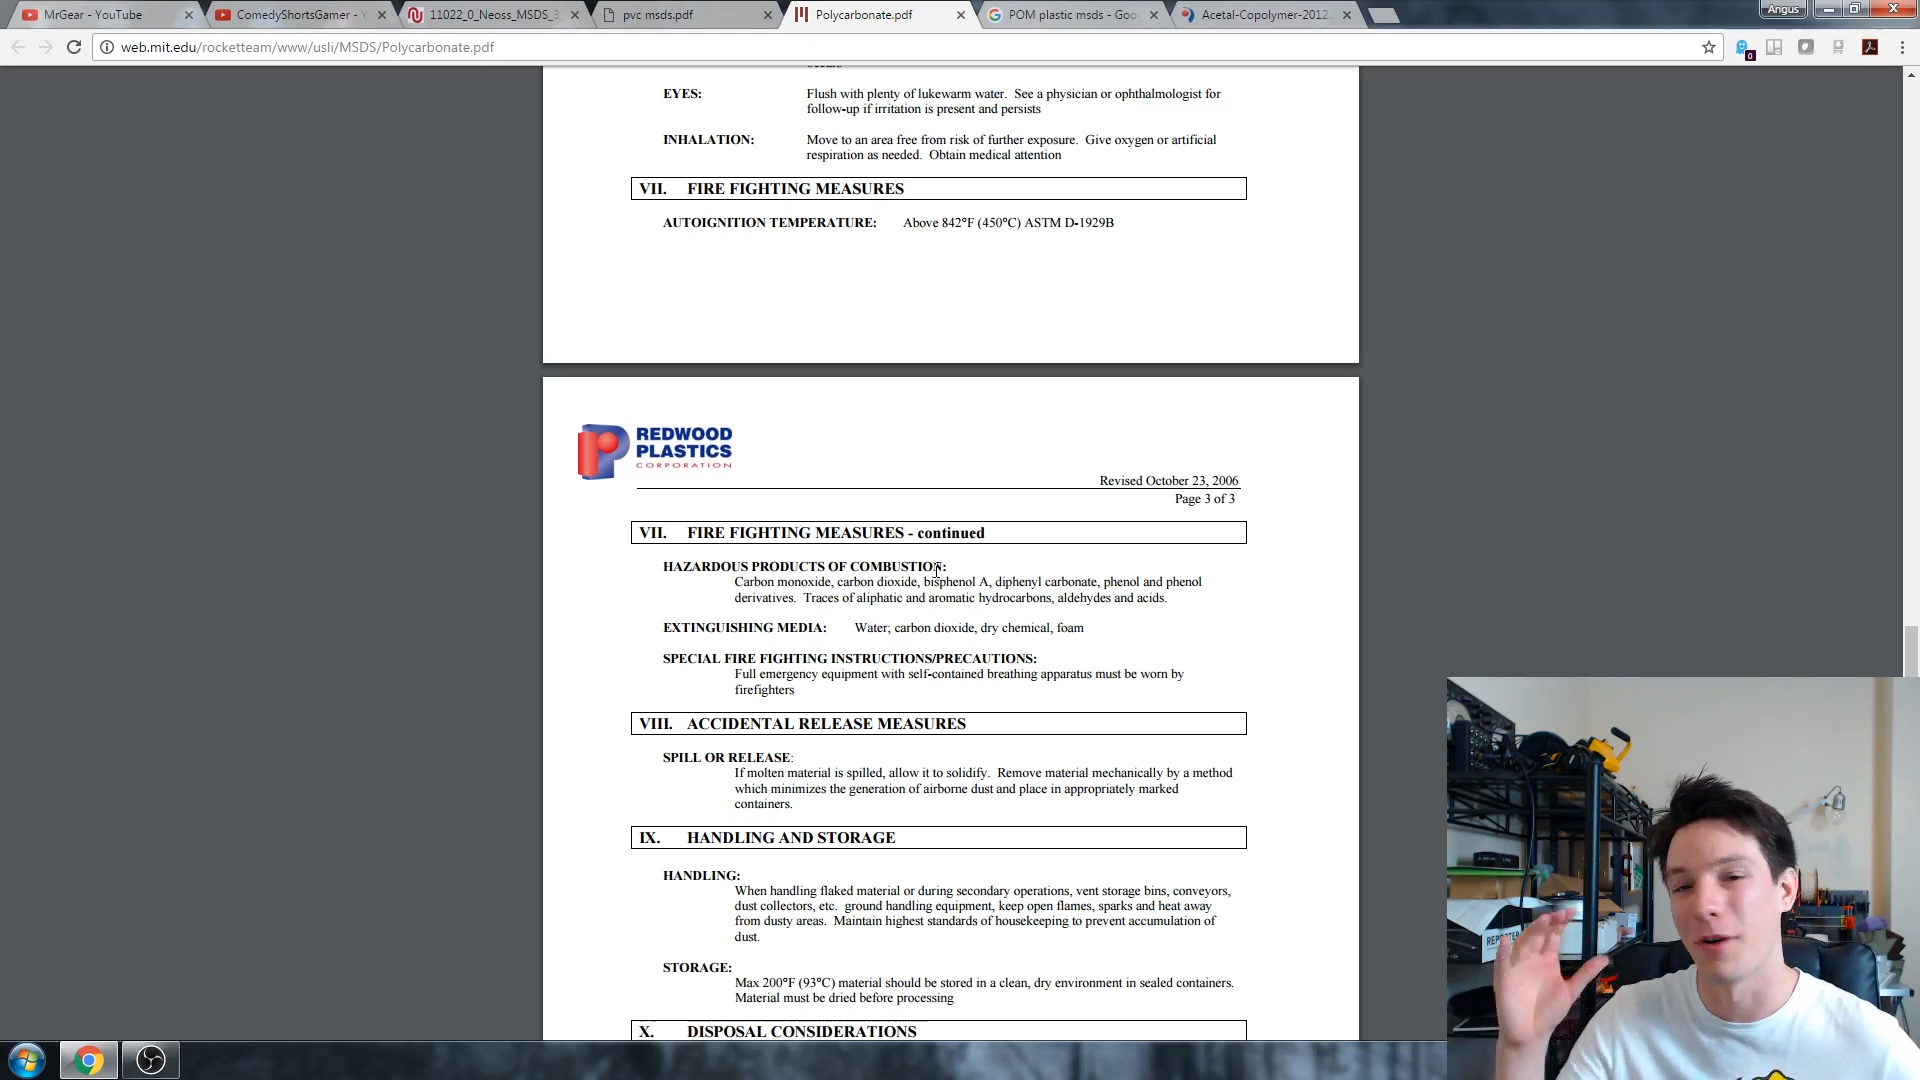 MrGear - YouTube
ComedyShortsGamer - Y
11022_0_Neoss_MSDS_3
pvc msds.pdf
Polycarbonate.pdf
POM plastic msds - Goo
Acetal-Copolymer-2012
Angus
web.mit.edu/rocketteam/www/usli/MSDS/Polycarbonate.pdf
0
EYES: Flush with plenty of lukewarm water. See a physician or ophthalmologist for
follow-up if irritation is present and persists
INHALATION: Move to an area free from risk of further exposure. Give oxygen or artificial
respiration as needed. Obtain medical attention
VII. FIRE FIGHTING MEASURES
AUTOIGNITION TEMPERATURE: Above 842°F (450°C) ASTM D-1929B
REDWOOD
PLASTICS
CORPORATION
Revised October 23, 2006
Page 3 of 3
VII. FIRE FIGHTING MEASURES - continued
HAZARDOUS PRODUCTS OF COMBUSTION:
Carbon monoxide, carbon dioxide, bisphenol A, diphenyl carbonate, phenol and phenol
derivatives. Traces of aliphatic and aromatic hydrocarbons, aldehydes and acids.
EXTINGUISHING MEDIA: Water; carbon dioxide, dry chemical, foam
SPECIAL FIRE FIGHTING INSTRUCTIONS/PRECAUTIONS:
Full emergency equipment with self-contained breathing apparatus must be worn by
firefighters
VIII. ACCIDENTAL RELEASE MEASURES
SPILL OR RELEASE:
If molten material is spilled, allow it to solidify. Remove material mechanically by a method
which minimizes the generation of airborne dust and place in appropriately marked
containers.
IX. HANDLING AND STORAGE
HANDLING:
When handling flaked material or during secondary operations, vent storage bins, conveyors,
dust collectors, etc. ground handling equipment, keep open flames, sparks and heat away
from dusty areas. Maintain highest standards of housekeeping to prevent accumulation of
dust.
STORAGE:
Max 200°F (93°C) material should be stored in a clean, dry environment in sealed containers.
Material must be dried before processing
X. DISPOSAL CONSIDERATIONS